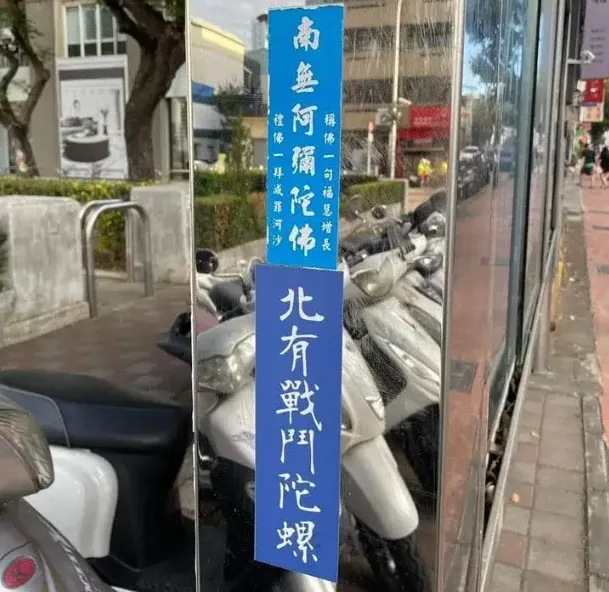 南無阿彌陀佛
稱佛一句福慧增長
禮佛一拜滅罪河沙
北有戰鬥陀螺